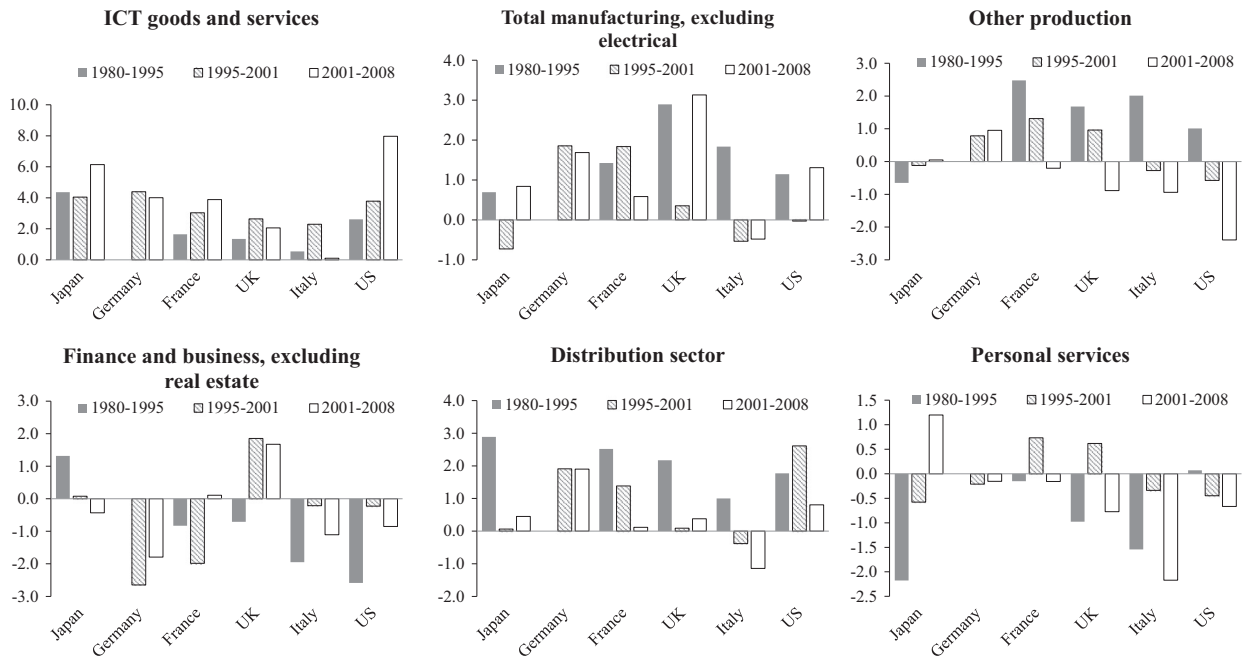 ICT goods and services
1980-1995 1995-2001 2001-2008
10.0
8.0
6.0
4.0
2.0
0.0
Japan
Germany
France
UK
Italy
US
Total manufacturing, excluding
electrical
4.0
1980-1995 1995-2001 2001-2008
3.0
2.0
1.0
0.0
-1.0
Japan
Germany
France
UK
Italy
US
Other production
3.0
1980-1995 1995-2001 2001-2008
2.0
1.0
0.0
-1.0
-2.0
-3.0
Japan
Germany
France
UK
Italy
US
Finance and business, excluding
real estate
3.0
1980-1995 1995-2001 2001-2008
2.0
1.0
0.0
-1.0
-2.0
-3.0
Japan
Germany
France
UK
Italy
US
Distribution sector
4.0
1980-1995 1995-2001 2001-2008
3.0
2.0
1.0
0.0
-1.0
-2.0
Japan
Germany
France
UK
Italy
US
Personal services
1.5
1980-1995 1995-2001 2001-2008
1.0
0.5
0.0
-0.5
-1.0
-1.5
-2.0
-2.5
Japan
Germany
France
UK
Italy
US